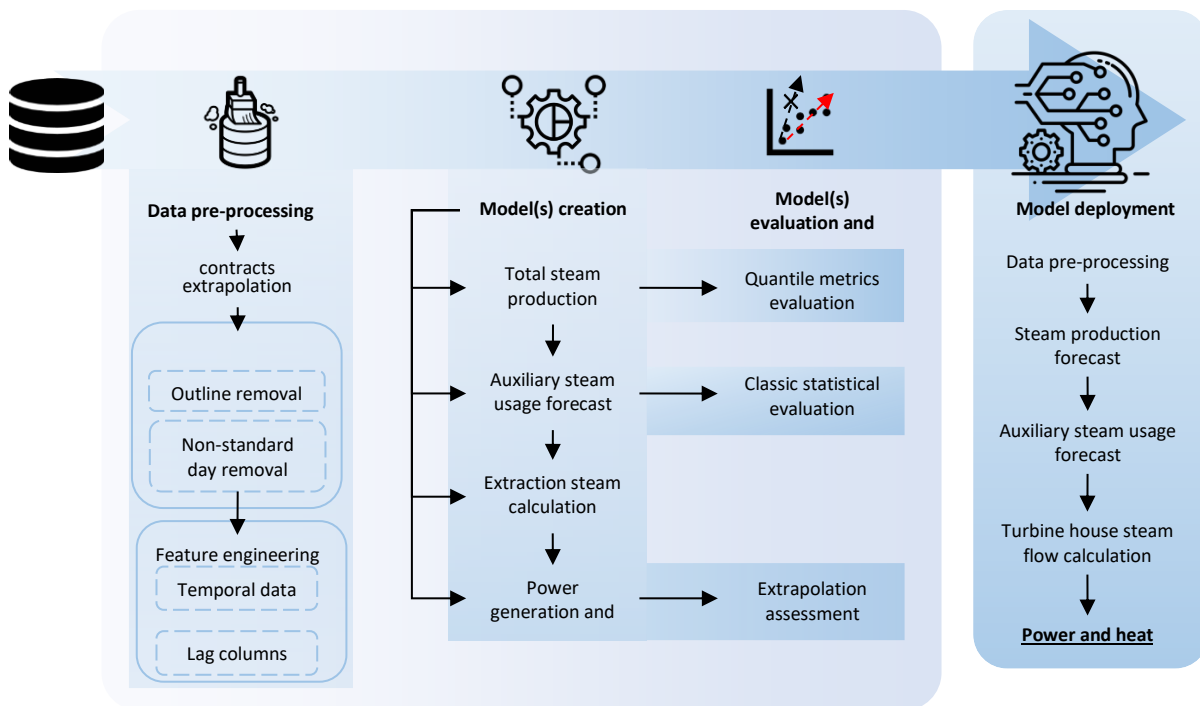 Data pre-processing
contracts
extrapolation
Outline removal
Non-standard
day removal
Feature engineering
Temporal data
Lag columns
Model(s) creation
Total steam
production
Auxiliary steam
usage forecast
Extraction steam
calculation
Power
generation and
Model(s)
evaluation and
Quantile metrics
evaluation
Classic statistical
evaluation
Extrapolation
assessment
Model deployment
Data pre-processing
Steam production
forecast
Auxiliary steam usage
forecast
Turbine house steam
flow calculation
Power and heat